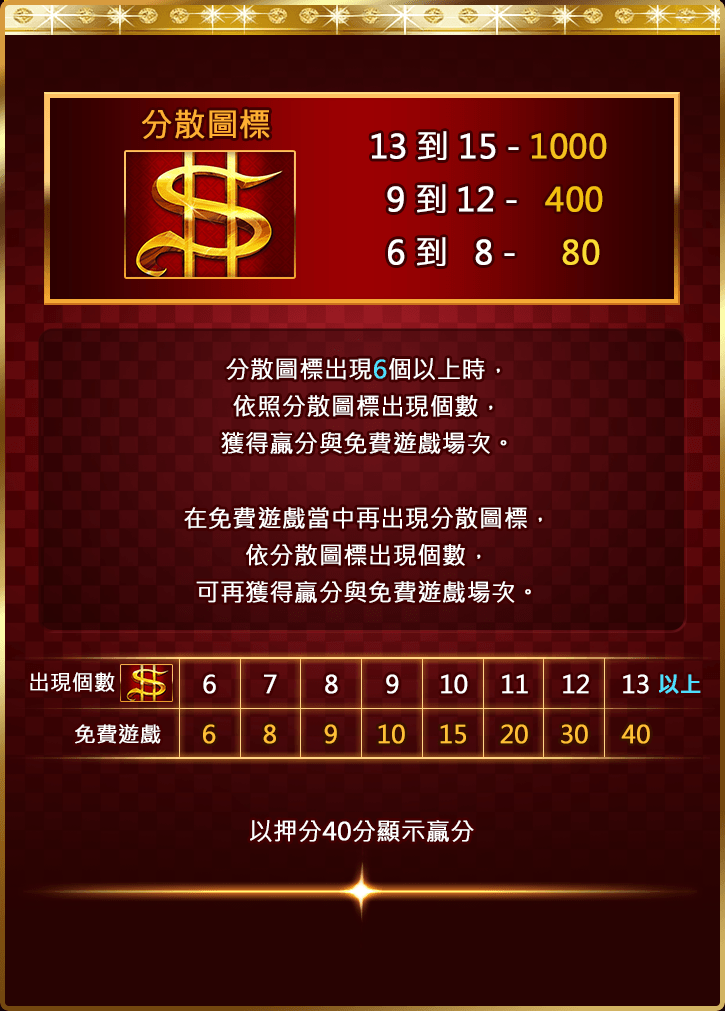 分散圖標
13 到 15 - 1000
9 到 12 - 400
6 到 8 - 80
分散圖標出現6個以上時，
依照分散圖標出現個數，
獲得贏分與免費遊戲場次。
在免費遊戲當中再出現分散圖標，
依分散圖標出現個數，
可再獲得贏分與免費遊戲場次。
出現個數 6 7 8 9 10 11 12 13 以上
免費遊戲 6 8 9 10 15 20 30 40
以押分40分顯示贏分